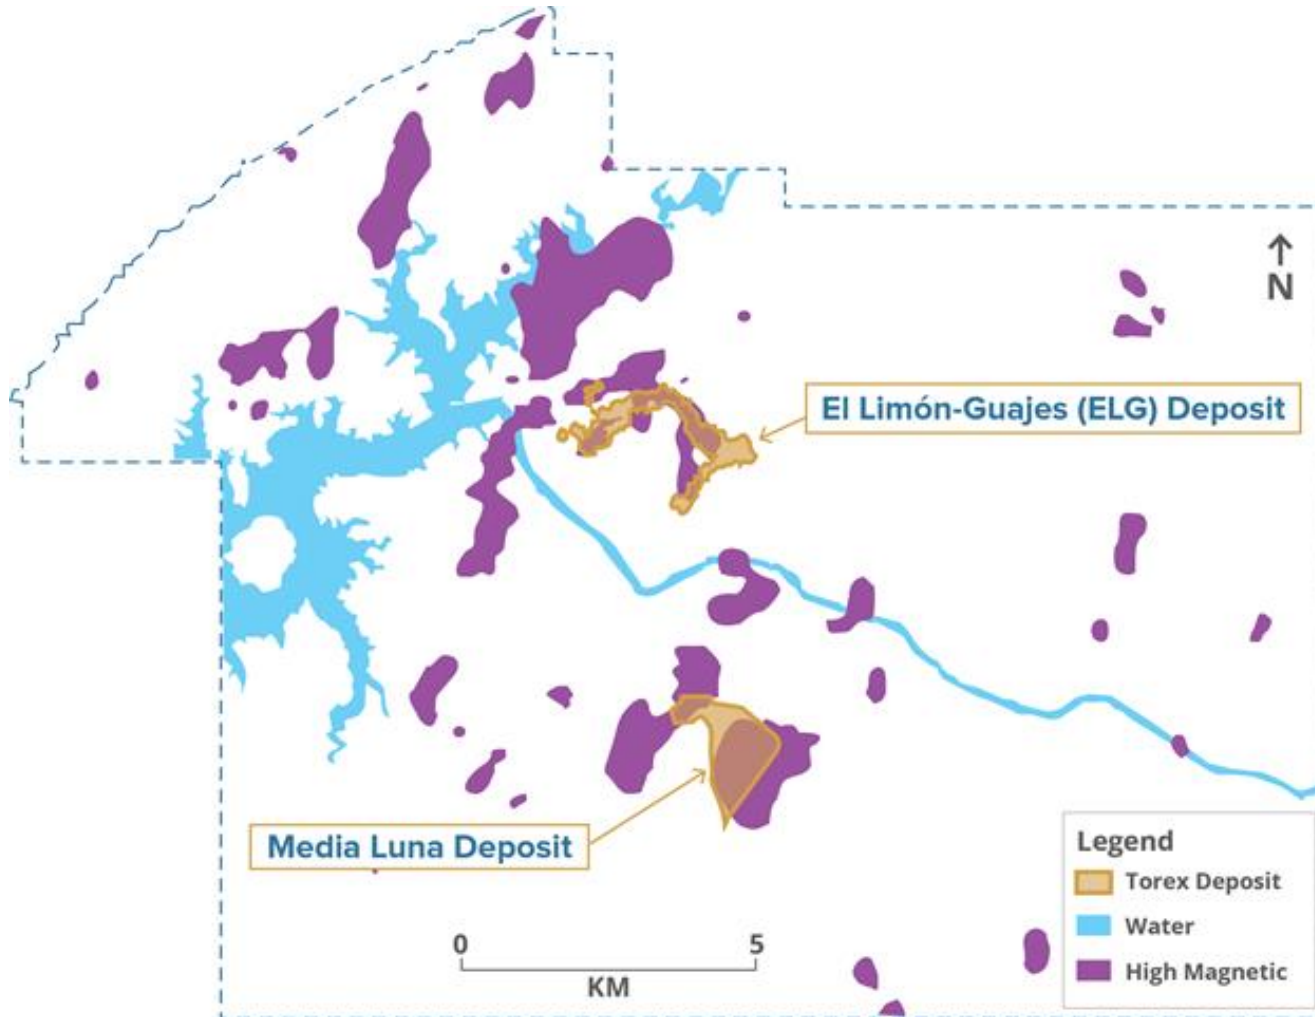 ↑
N
El Limón-Guajes (ELG) Deposit
Media Luna Deposit
0 5
KM
Legend
Torex Deposit
Water
High Magnetic